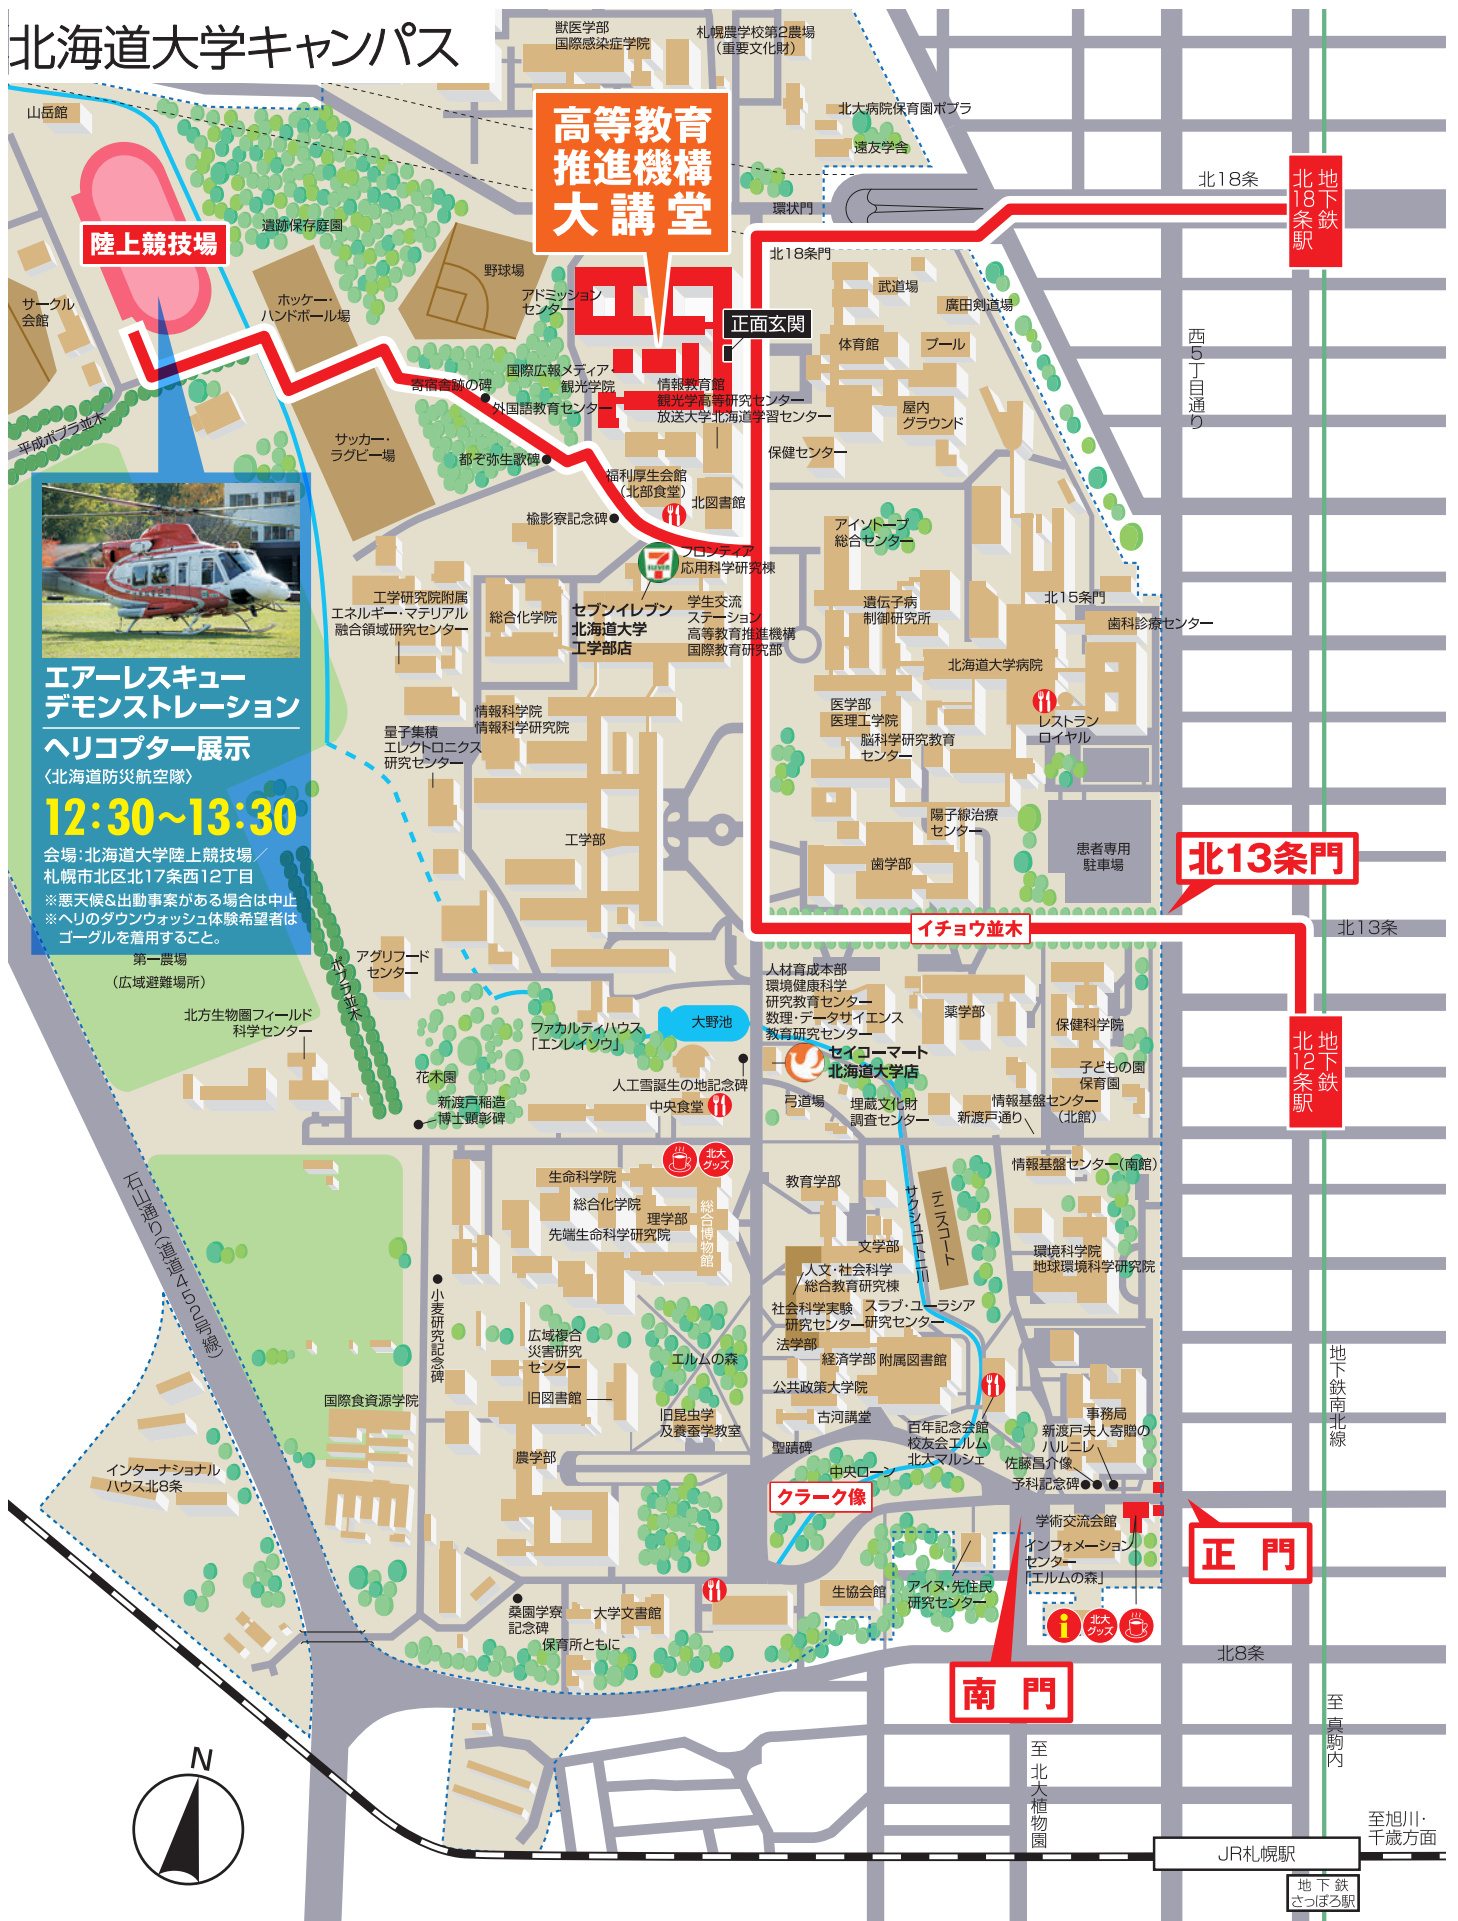 北海道大学キャンパス
獣医学部
国際感染症学院
札幌農学校第2農場
（重要文化財）
山岳館
高等教育
推進機構
大講堂
北大病院保育園ポプラ
遠友学舎
北18条
地下鉄
北18条駅
環状門
北18条門
遺跡保存庭園
陸上競技場
野球場
アドミッション
センター
サークル
会館
ホッケー・
ハンドボール場
正面玄関
武道場
廣田剣道場
体育館
プール
西5丁目通り
国際広報メディア・
観光学院
寄宿舎跡の碑
外国語教育センター
情報教育館
観光学高等研究センター
放送大学北海道学習センター
屋内
グラウンド
平成ポプラ並木
サッカー・
ラグビー場
都ぞ弥生歌碑
保健センター
福利厚生会館
（北部食堂）
北図書館
楡影寮記念碑
アイソトープ
総合センター
フロンティア
応用科学研究棟
7
ELEVEN
セブンイレブン
北海道大学
工学部店
学生交流
ステーション
高等教育推進機構
国際教育研究部
工学研究院附属
エネルギー・マテリアル
融合領域研究センター
総合化学院
遺伝子病
制御研究所
北15条門
歯科診療センター
北海道大学病院
レストラン
ロイヤル
エアーレスキュー
デモンストレーション
ヘリコプター展示
〈北海道防災航空隊〉
12：30～13：30
会場：北海道大学陸上競技場／
札幌市北区北17条西12丁目
※悪天候&出動事案がある場合は中止
※ヘリのダウンウォッシュ体験希望者は
ゴーグルを着用すること。
情報科学院
情報科学研究院
量子集積
エレクトロニクス
研究センター
医学部
医理工学院
脳科学研究教育
センター
陽子線治療
センター
患者専用
駐車場
工学部
歯学部
北13条門
イチョウ並木
北13条
第一農場
（広域避難場所）
ポプラ並木
アグリフード
センター
北方生物圏フィールド
科学センター
人材育成本部
環境健康科学
研究教育センター
数理・データサイエンス
教育研究センター
薬学部
保健科学院
地下鉄
北12条駅
ファカルティハウス
「エンレイソウ」
大野池
セイコーマート
北海道大学店
子どもの園
保育園
花木園
人工雪誕生の地記念碑
中央食堂
新渡戸稲造
博士顕彰碑
弓道場
埋蔵文化財
調査センター
情報基盤センター
（北館）
新渡戸通り
情報基盤センター（南館）
北大
グッズ
生命科学院
総合化学院
理学部
先端生命科学研究院
総合博物館
教育学部
サクシュコトニ川
テニスコート
文学部
人文・社会科学
総合教育研究棟
環境科学院
地球環境科学研究院
石山通り（道道452号線）
小麦研究記念碑
社会科学実験
研究センター
スラブ・ユーラシア
研究センター
法学部
経済学部
附属図書館
広域複合
災害研究
センター
エルムの森
旧図書館
公共政策大学院
古河講堂
国際食資源学院
旧昆虫学
及養蚕学教室
聖蹟碑
百年記念会館
校友会エルム
北大マルシェ
事務局
新渡戸夫人寄贈の
ハルニレ
佐藤昌介像
予科記念碑
地下鉄南北線
インターナショナル
ハウス北8条
農学部
中央ローン
クラーク像
学術交流会館
インフォメーション
センター
「エルムの森」
正門
アイヌ・先住民
研究センター
生協会館
桑園学寮
記念碑
大学文書館
保育所ともに
i
北大
グッズ
北8条
南門
至 真駒内
至 北大植物園
N
至旭川・
千歳方面
JR札幌駅
地下鉄
さっぽろ駅